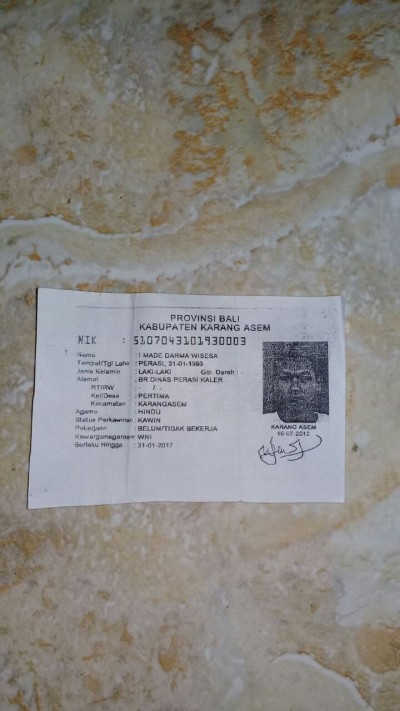 PROVINSI BALI
KABUPATEN KARANG ASEM
NIK : 5107043101930003
Nama : I MADE DARMA WISESA
Tempat/Tgl Lahir : PERASI, 31-01-1993
Jenis Kelamin : LAKI-LAKI Gol. Darah : -
Alamat : BR.DINAS PERASI KALER
RT/RW : - / -
Kel/Desa : PERTIMA
Kecamatan : KARANGASEM
Agama : HINDU
Status Perkawinan : KAWIN
Pekerjaan : BELUM/TIDAK BEKERJA
Kewarganegaraan : WNI
Berlaku Hingga : 31-01-2017
KARANG ASEM
16-07-2012